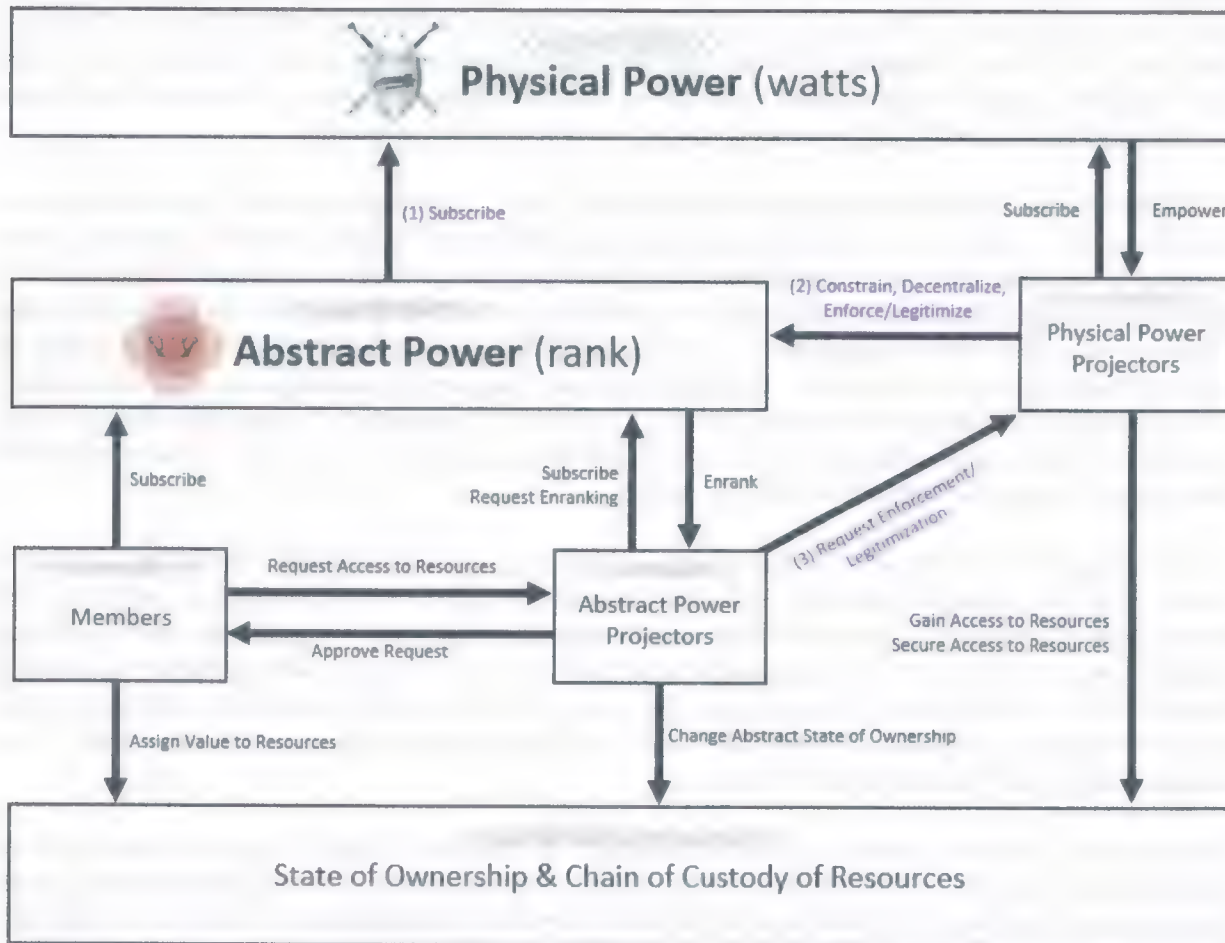 Physical Power (watts)
(1) Subscribe
Subscribe
Empower
(2) Constrain, Decentralize,
Enforce/Legitimize
Physical Power
Projectors
Abstract Power (rank)
Subscribe
Subscribe
Request Enranking
Enrank
(3) Request Enforcement/
Legitimization
Members
Request Access to Resources
Approve Request
Abstract Power
Projectors
Gain Access to Resources
Secure Access to Resources
Assign Value to Resources
Change Abstract State of Ownership
State of Ownership & Chain of Custody of Resources